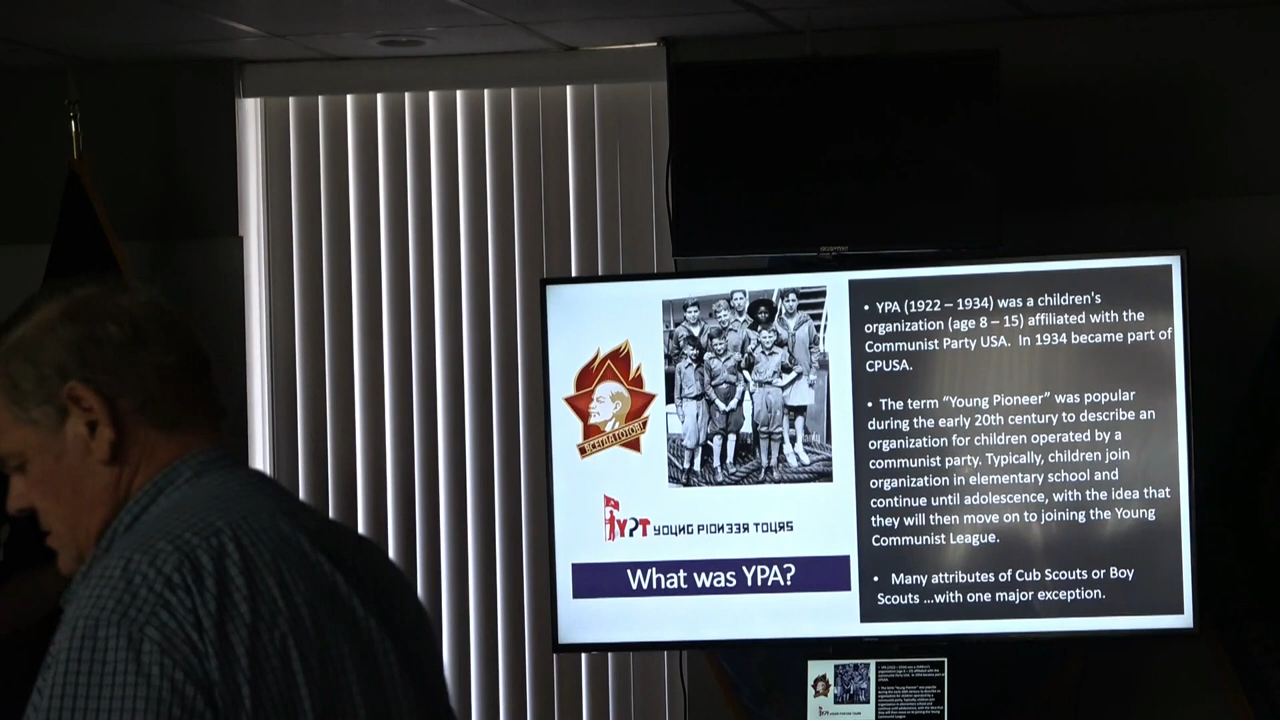 • YPA (1922 – 1934) was a children's
organization (age 8 – 15) affiliated with the
Communist Party USA. In 1934 became part of
CPUSA.
• The term “Young Pioneer” was popular
during the early 20th century to describe an
organization for children operated by a
communist party. Typically, children join
organization in elementary school and
continue until adolescence, with the idea that
they will then move on to joining the Young
Communist League.
• Many attributes of Cub Scouts or Boy
Scouts ...with one major exception.
ВСЕГДА ГОТОВ!
YPT YOUNG PIONEER TOURS
What was YPA?